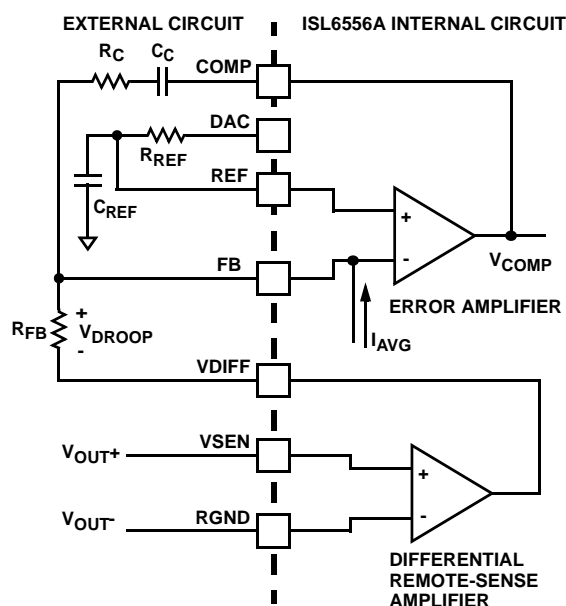 EXTERNAL CIRCUIT
ISL6556A INTERNAL CIRCUIT
RC
CC
COMP
DAC
RREF
REF
CREF
+
-
VCOMP
FB
ERROR AMPLIFIER
RFB
+
VDROOP
-
IAVG
VDIFF
VOUT+
VSEN
+
VOUT-
RGND
-
DIFFERENTIAL
REMOTE-SENSE
AMPLIFIER